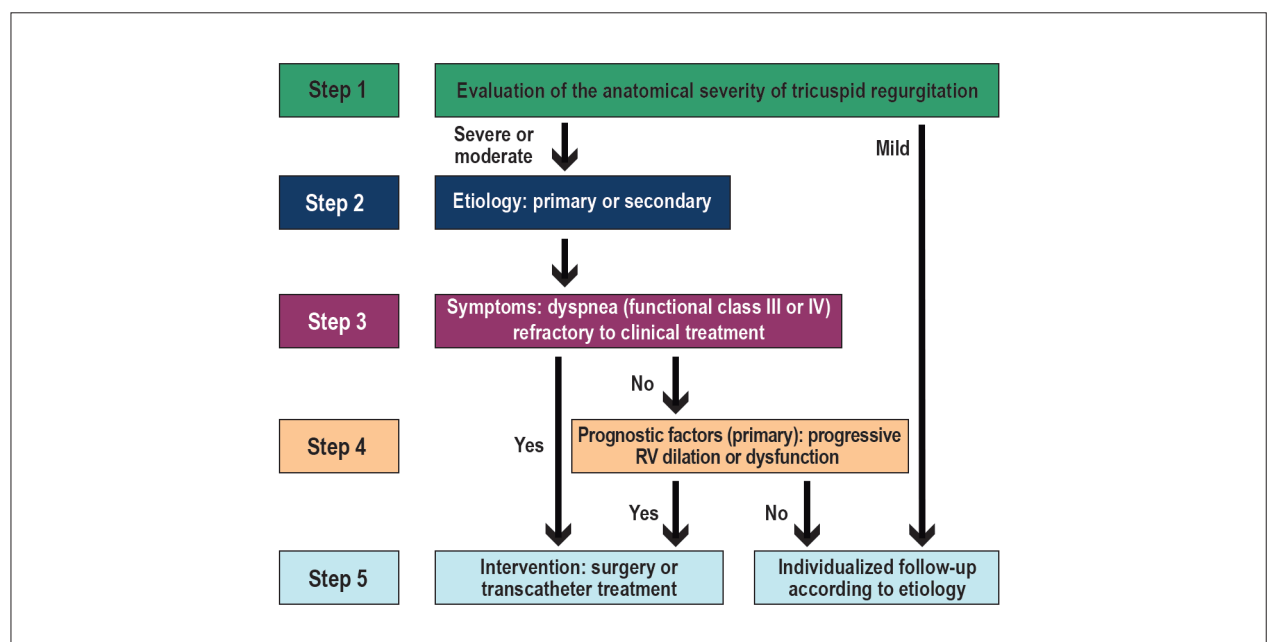 Step 1
Evaluation of the anatomical severity of tricuspid regurgitation
Severe or
moderate
Mild
Step 2
Etiology: primary or secondary
Step 3
Symptoms: dyspnea (functional class III or IV)
refractory to clinical treatment
No
Yes
Step 4
Prognostic factors (primary): progressive
RV dilation or dysfunction
Yes
No
Step 5
Intervention: surgery or
transcatheter treatment
Individualized follow-up
according to etiology